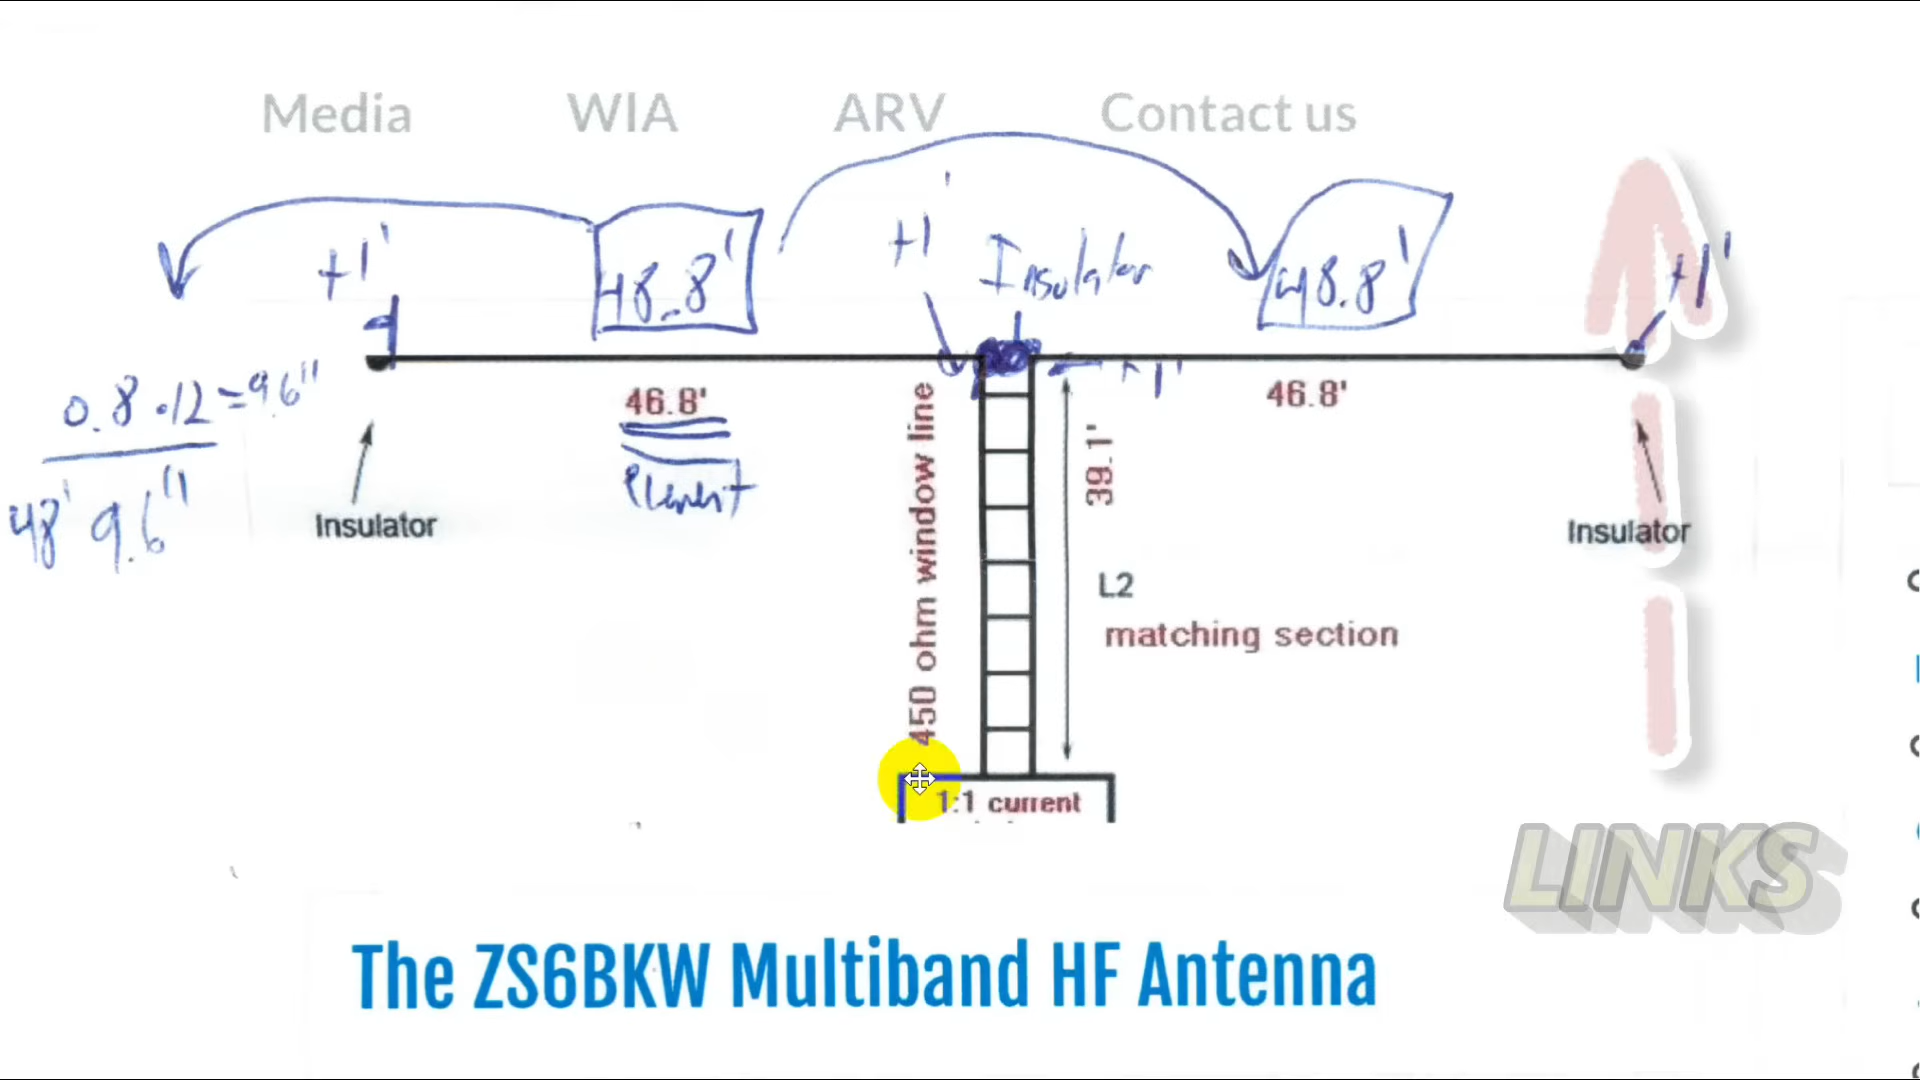 Media WIA ARV Contact us
+1' 48.8' +1' Insulator 48.8' +1'
+1'
46.8' 46.8'
0.8 · 12 = 9.6"
48' 9.6"
Element
Insulator
450 ohm window line
39.1'
Insulator
L2
matching section
1:1 current
LINKS
The ZS6BKW Multiband HF Antenna